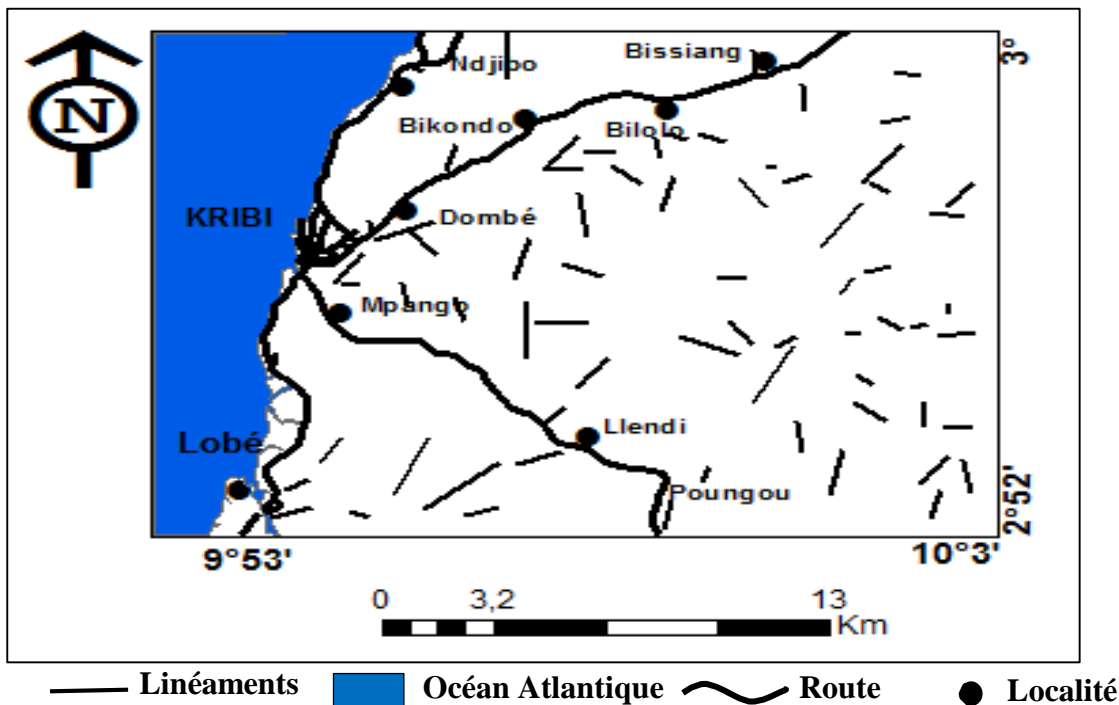 N
Ndjibo
Bissiang
3°
Bikondo
Bilolo
KRIBI
Dombé
Mpango
Lobé
Llendi
Poungou
2°52'
9°53'
10°3'
0 3,2 13
Km
Linéaments Océan Atlantique Route Localité